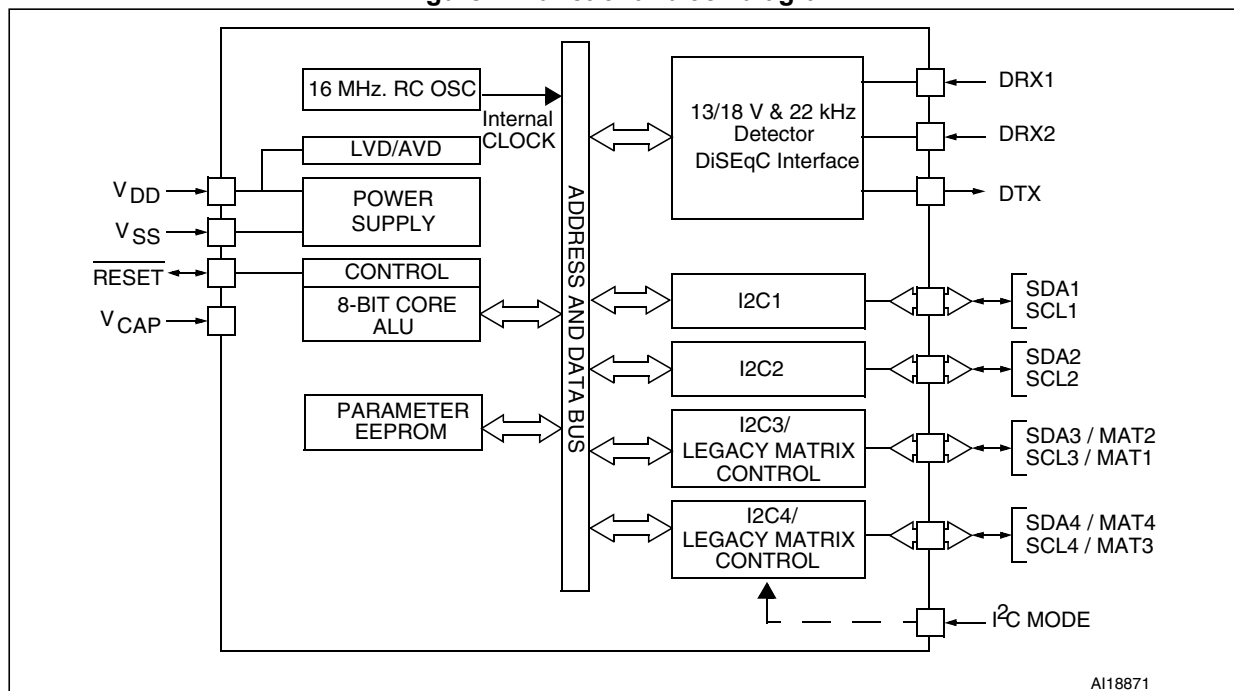 16 MHz. RC OSC
Internal
CLOCK
LVD/AVD
POWER
SUPPLY
CONTROL
8-BIT CORE
ALU
PARAMETER
EEPROM
VDD
VSS
RESET
VCAP
ADDRESS AND DATA BUS
13/18 V & 22 kHz
Detector
DiSEqC Interface
DRX1
DRX2
DTX
I2C1
SDA1
SCL1
I2C2
SDA2
SCL2
I2C3/
LEGACY MATRIX
CONTROL
SDA3 / MAT2
SCL3 / MAT1
I2C4/
LEGACY MATRIX
CONTROL
SDA4 / MAT4
SCL4 / MAT3
I2C MODE
AI18871